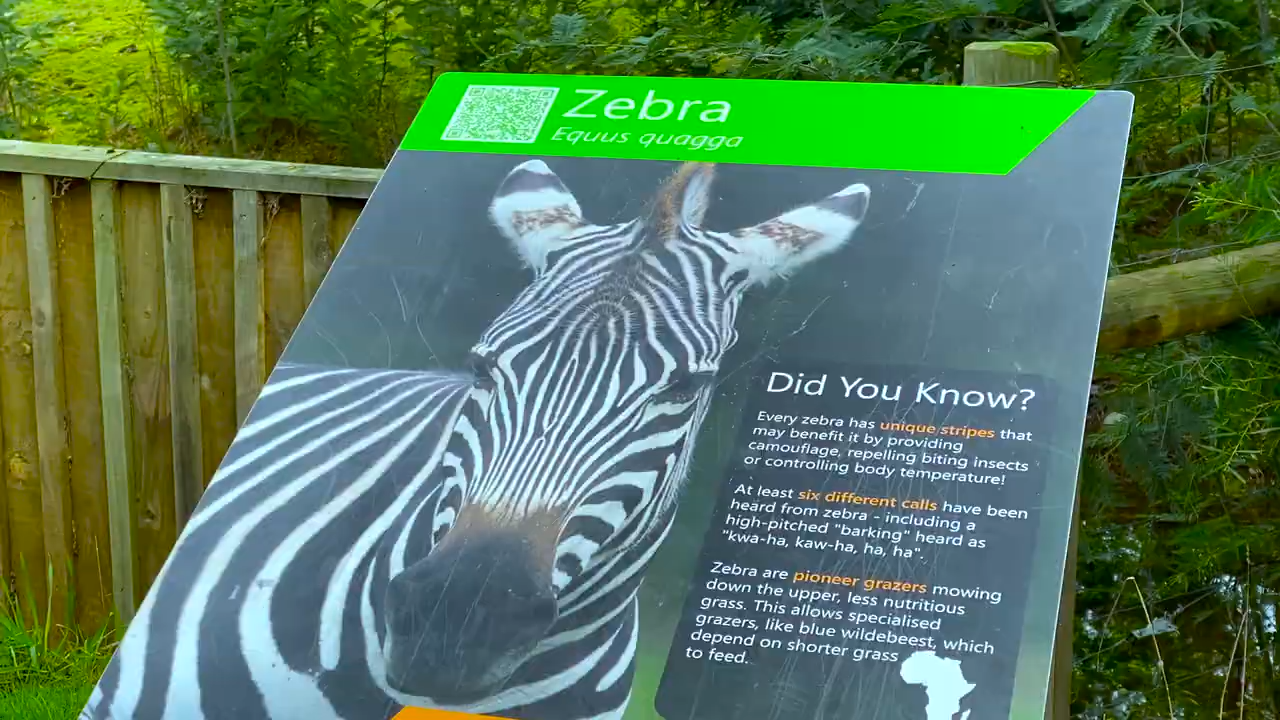 Zebra
Equus quagga
Did You Know?
Every zebra has unique stripes that
may benefit it by providing
camouflage, repelling biting insects
or controlling body temperature!
At least six different calls have been
heard from zebra - including a
high-pitched "barking" heard as
"kwa-ha, kaw-ha, ha, ha".
Zebra are pioneer grazers mowing
down the upper, less nutritious
grass. This allows specialised
grazers, like blue wildebeest, which
depend on shorter grass
to feed.